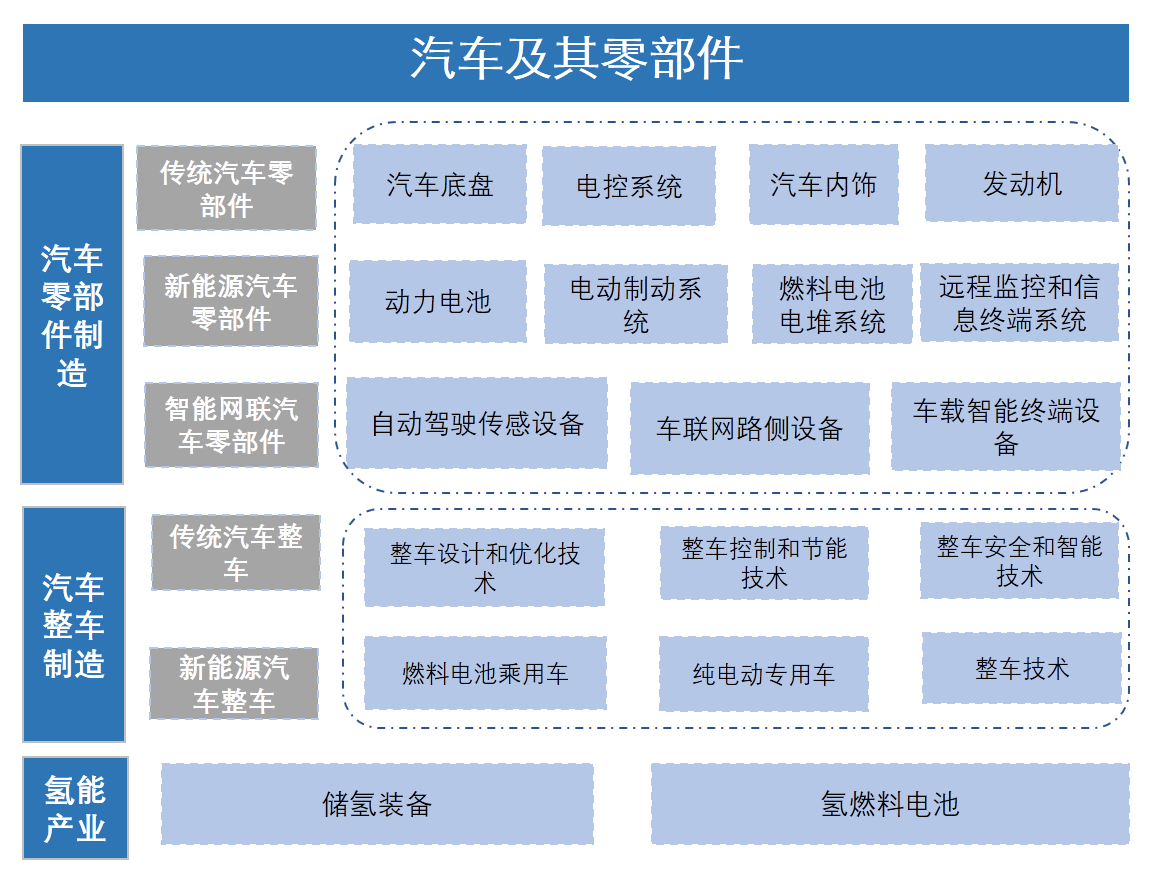 汽车及其零部件
汽车
零部
件制
造
传统汽车零
部件
汽车底盘
电控系统
汽车内饰
发动机
新能源汽车
零部件
动力电池
电动制动系
统
燃料电池
电堆系统
远程监控和信
息终端系统
智能网联汽
车零部件
自动驾驶传感设备
车联网路侧设备
车载智能终端设
备
汽车
整车
制造
传统汽车整
车
整车设计和优化技
术
整车控制和节能
技术
整车安全和智能
技术
新能源汽
车整车
燃料电池乘用车
纯电动专用车
整车技术
氢能
产业
储氢装备
氢燃料电池